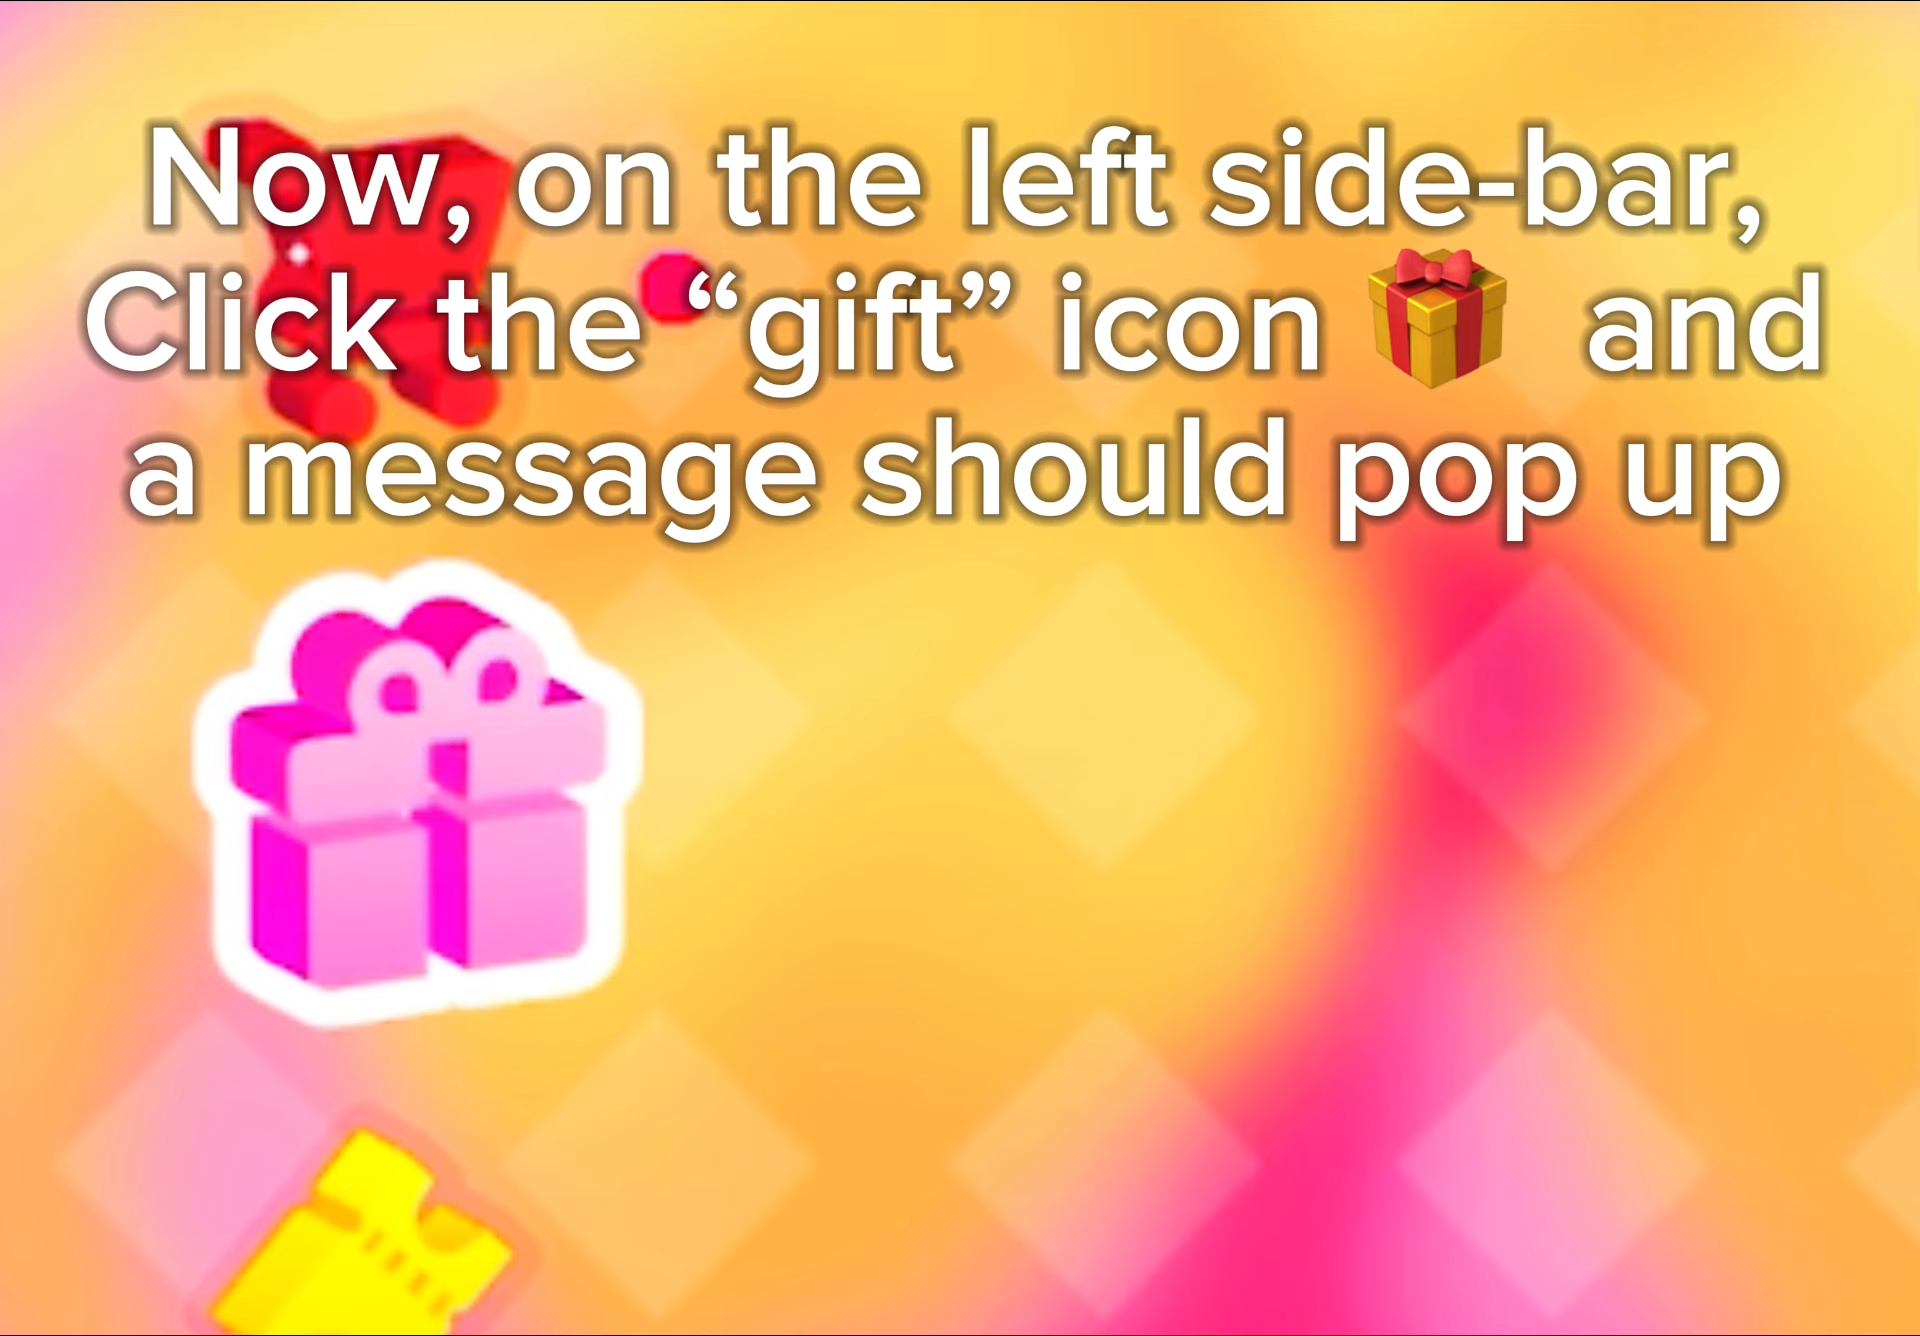 Now, on the left side-bar,
Click the “gift” icon 🎁 and
a message should pop up